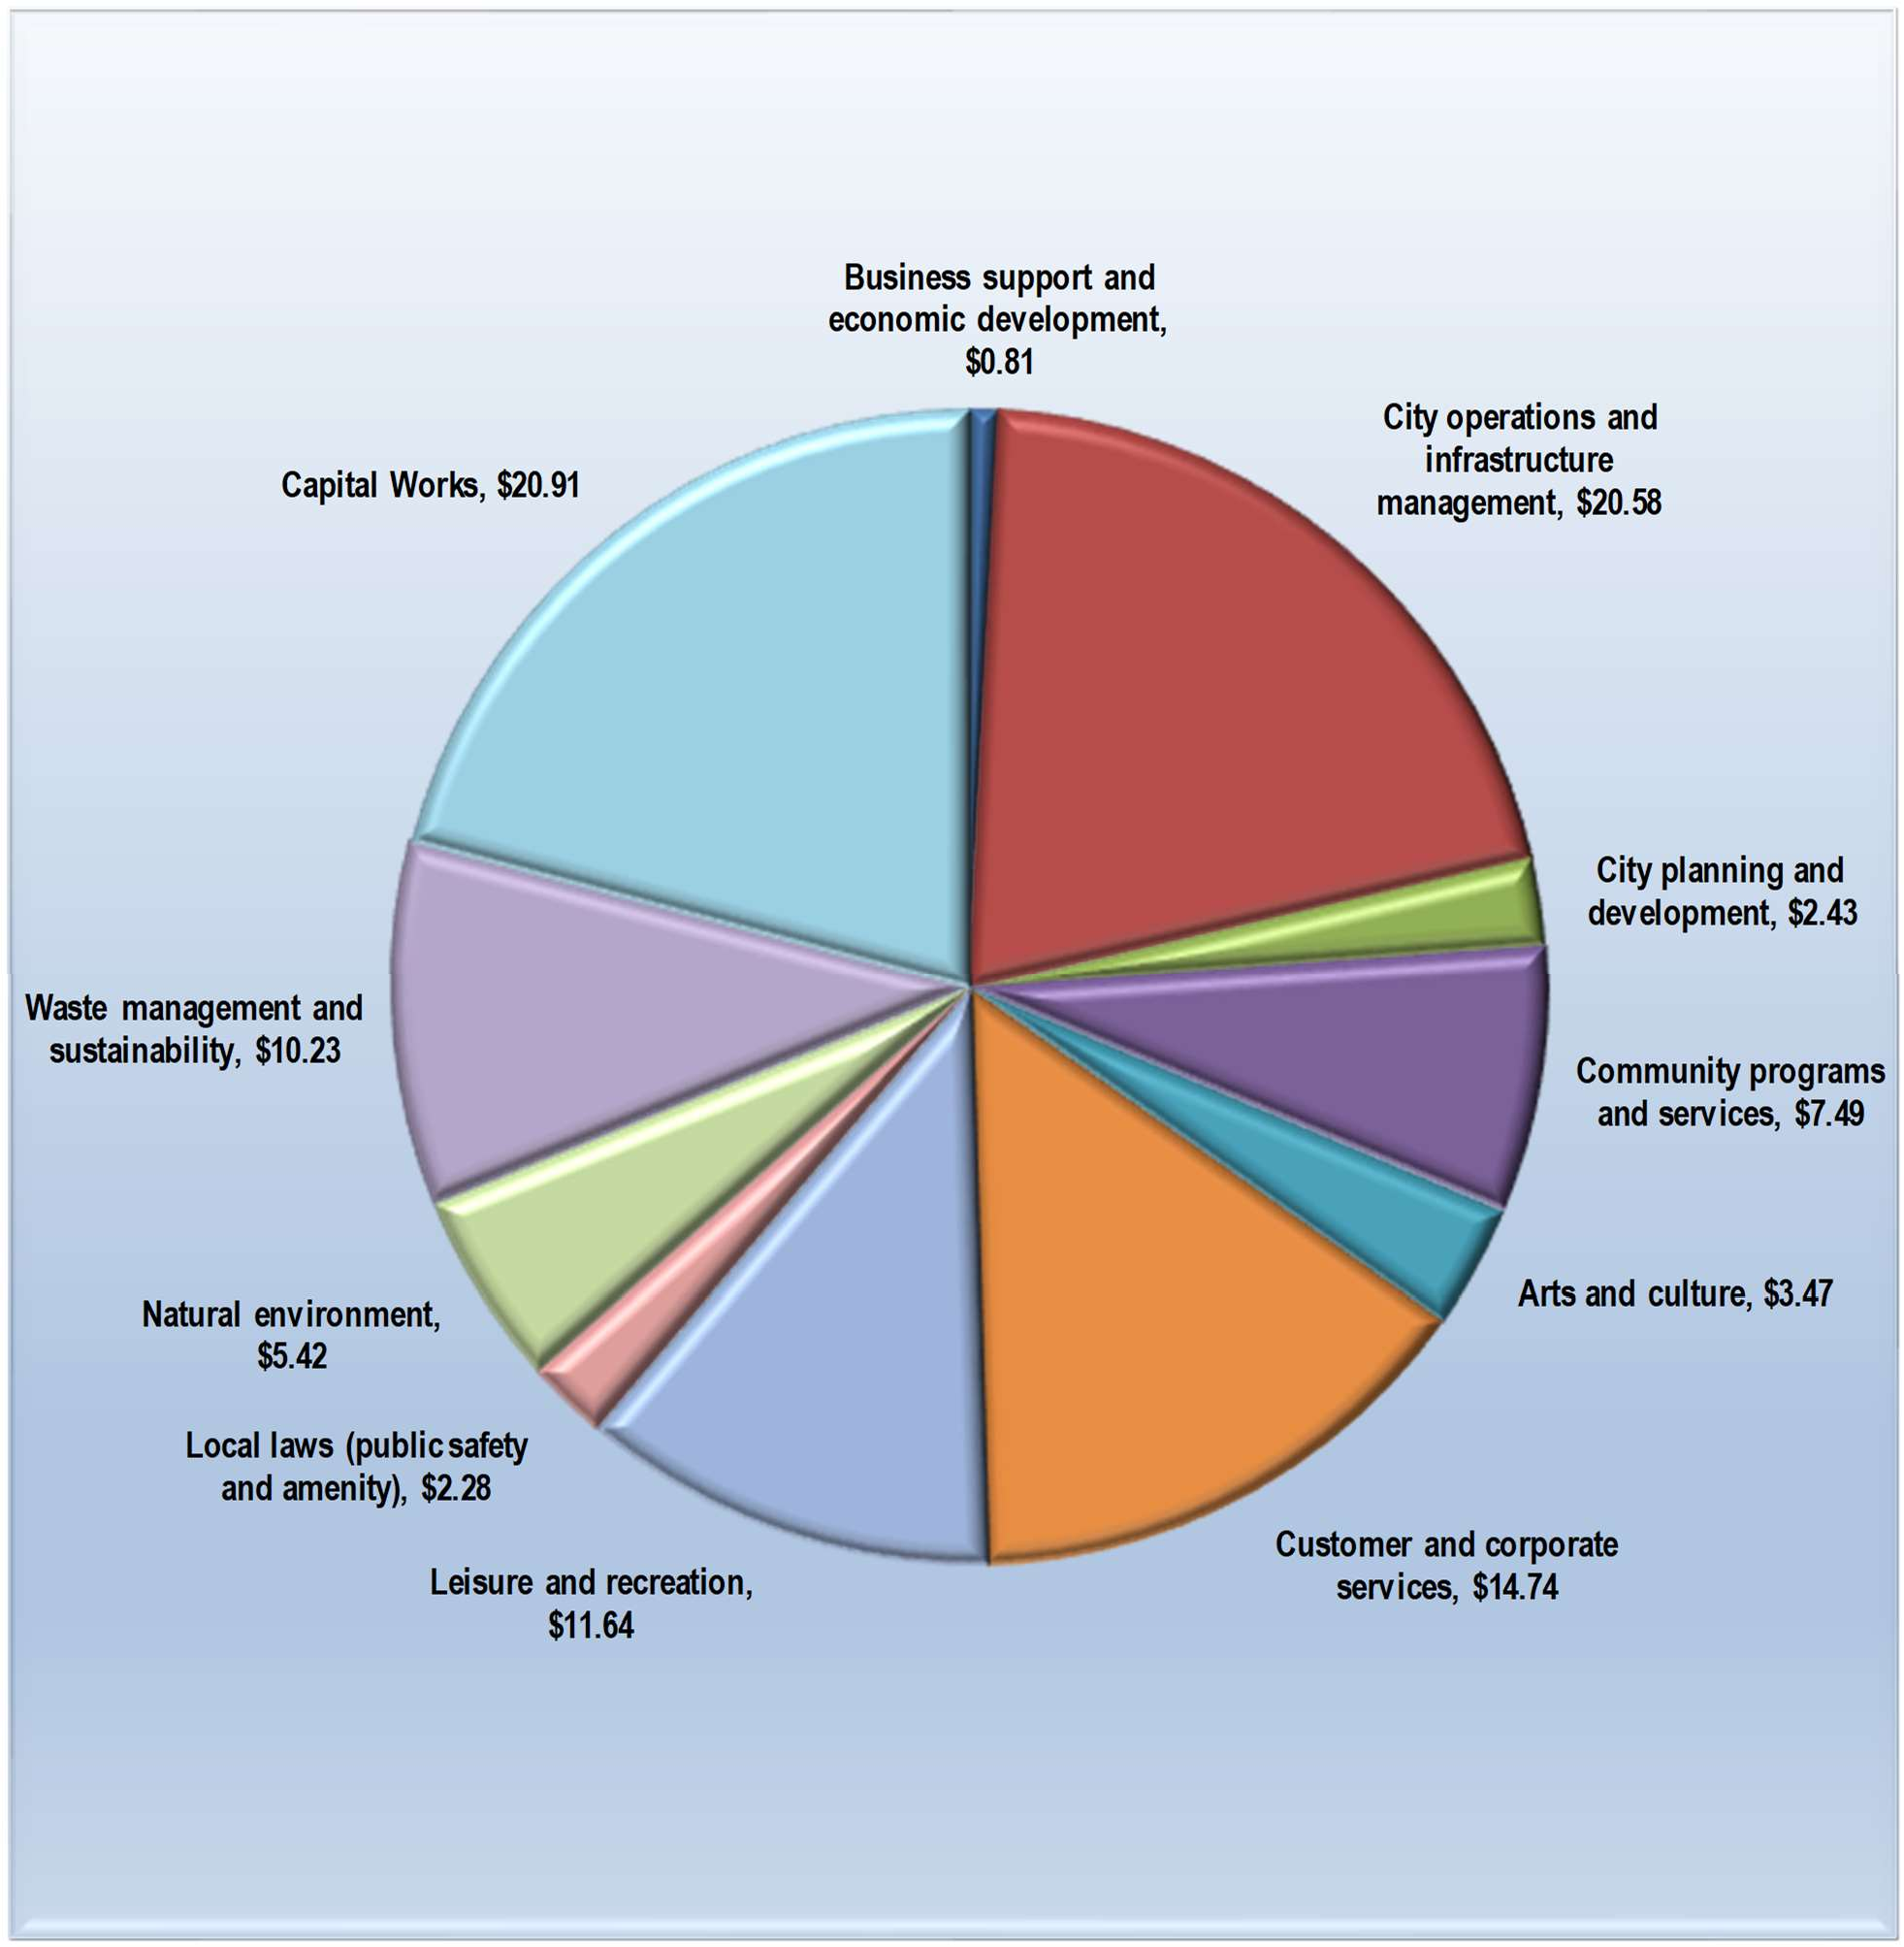 Business support and
economic development,
$0.81
City operations and
infrastructure
management, $20.58
Capital Works, $20.91
City planning and
development, $2.43
Waste management and
sustainability, $10.23
Community programs
and services, $7.49
Arts and culture, $3.47
Natural environment,
$5.42
Local laws (public safety
and amenity), $2.28
Customer and corporate
services, $14.74
Leisure and recreation,
$11.64